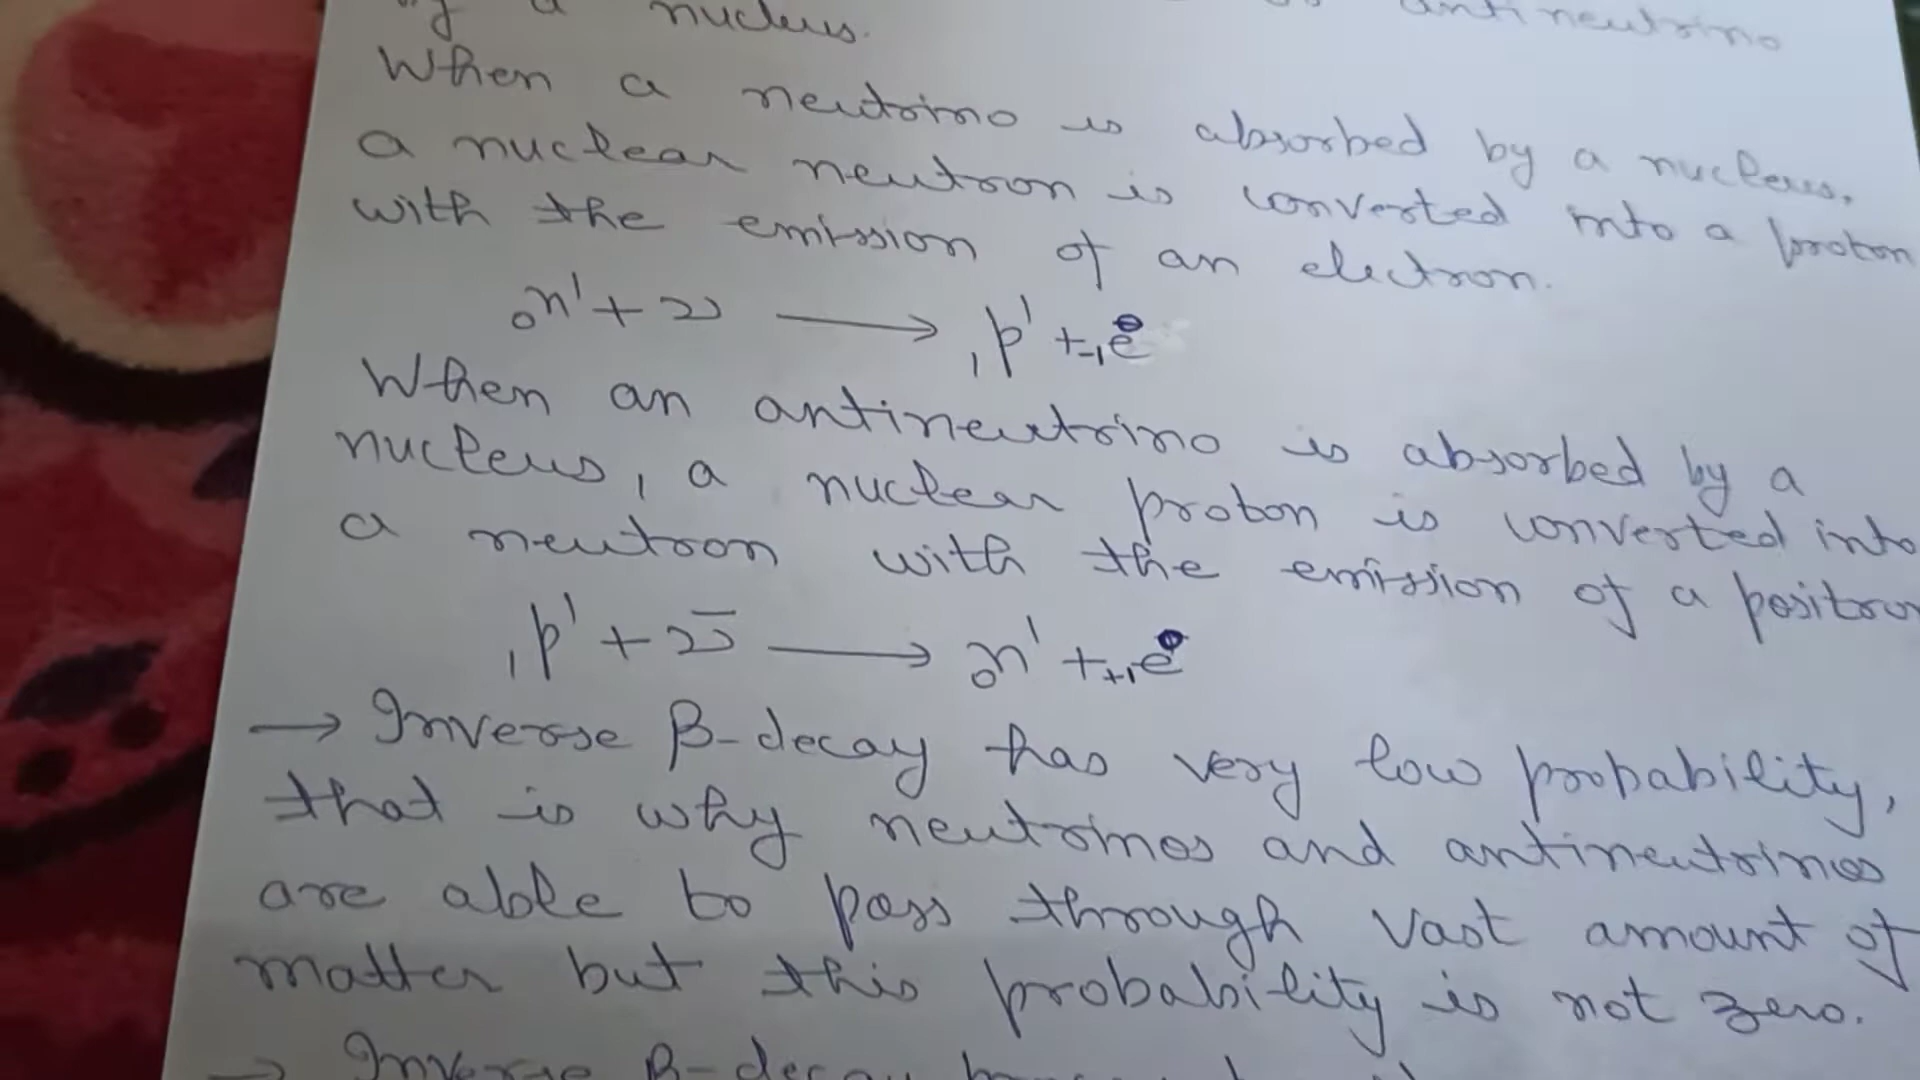 a nucleus. antineutrino
When a neutrino is absorbed by a nucleus,
a nuclear neutron is converted into a proton
with the emission of an electron.
₀n¹ + ν ⟶ ₁p¹ + ₋₁e⁰
When an antineutrino is absorbed by a
nucleus, a nuclear proton is converted into
a neutron with the emission of a positron
₁p¹ + ν̅ ⟶ ₀n¹ + ₊₁e⁰
→ Inverse β-decay has very low probability,
that is why neutrinos and antineutrinos
are able to pass through vast amount of
matter but this probability is not zero.
→ Inverse β-decay